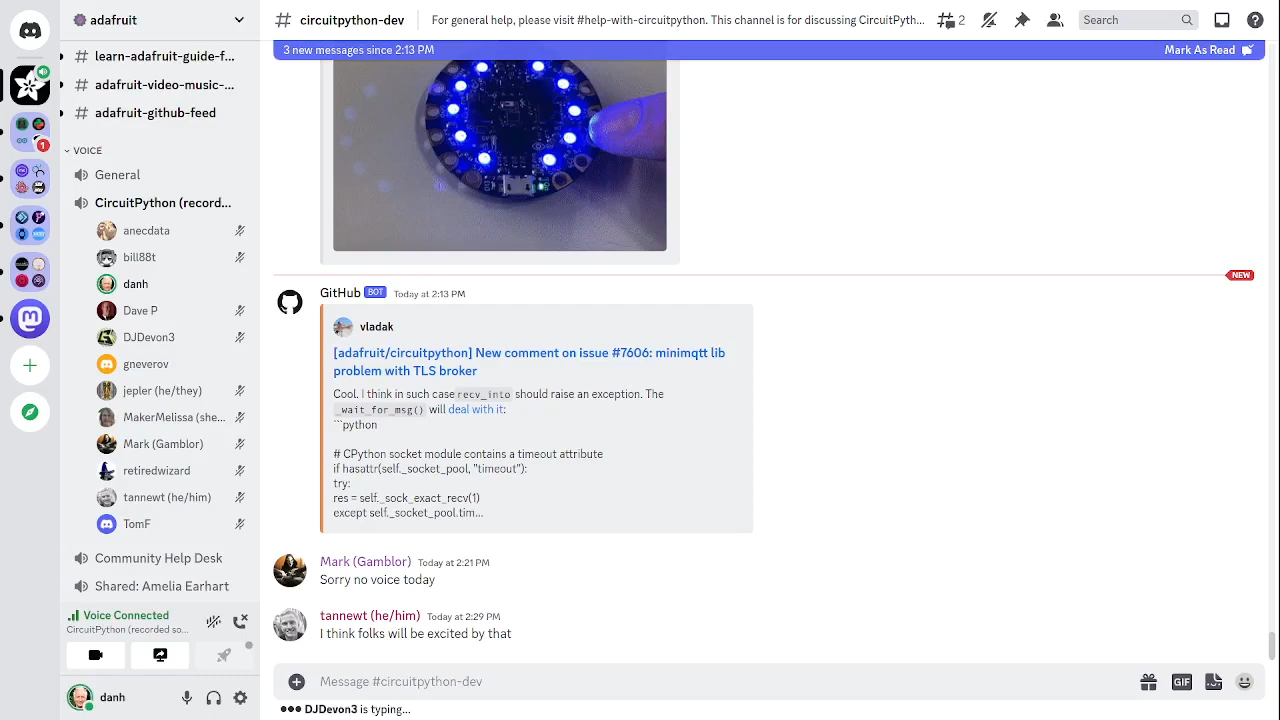 adafruit
# circuitpython-dev
For general help, please visit #help-with-circuitpython. This channel is for discussing CircuitPyth...
2
Search
# learn-adafruit-guide-f...
# adafruit-video-music-...
# adafruit-github-feed
1
VOICE
General
CircuitPython (record...
anecdata
bill88t
danh
Dave P
DJDevon3
gneverov
jepler (he/they)
MakerMelissa (she...
Mark (Gamblor)
retiredwizard
tannewt (he/him)
TomF
Community Help Desk
Shared: Amelia Earhart
Voice Connected
CircuitPython (recorded so...
danh
3 new messages since 2:13 PM
Mark As Read
NEW
GitHub BOT Today at 2:13 PM
vladak
[adafruit/circuitpython] New comment on issue #7606: minimqtt lib
problem with TLS broker
Cool. I think in such case recv_into should raise an exception. The
_wait_for_msg() will deal with it:
```python
# CPython socket module contains a timeout attribute
if hasattr(self._socket_pool, "timeout"):
try:
res = self._sock_exact_recv(1)
except self._socket_pool.tim...
Mark (Gamblor) Today at 2:21 PM
Sorry no voice today
tannewt (he/him) Today at 2:29 PM
I think folks will be excited by that
Message #circuitpython-dev
GIF
DJDevon3 is typing...